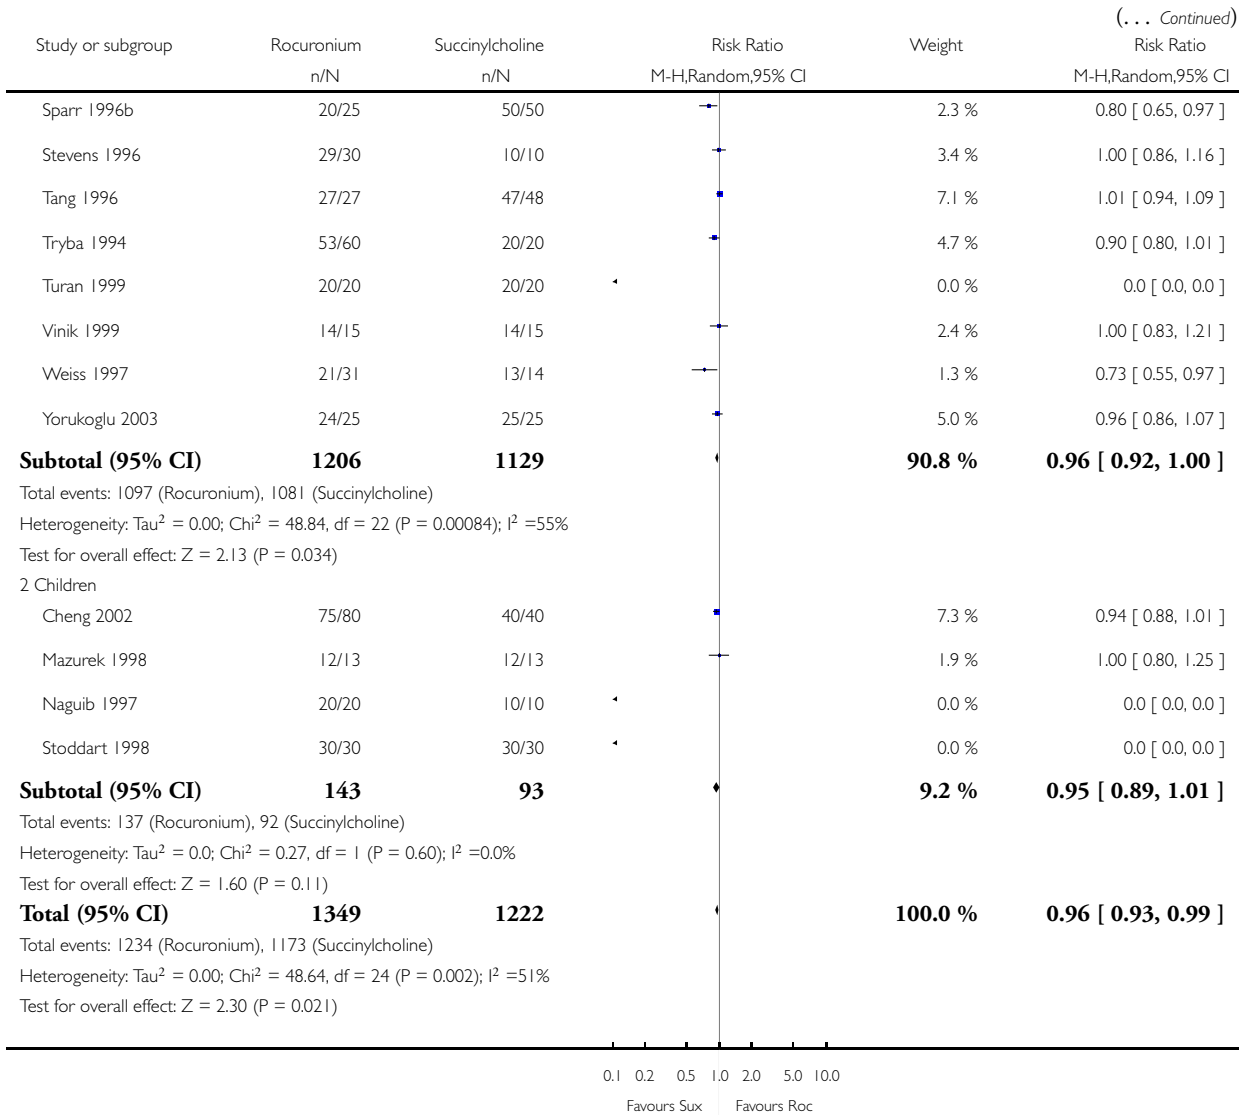 (... Continued)
Study or subgroup Rocuronium Succinylcholine Risk Ratio Weight Risk Ratio
n/N n/N M-H,Random,95% CI M-H,Random,95% CI
Sparr 1996b 20/25 50/50 2.3 % 0.80 [ 0.65, 0.97 ]
Stevens 1996 29/30 10/10 3.4 % 1.00 [ 0.86, 1.16 ]
Tang 1996 27/27 47/48 7.1 % 1.01 [ 0.94, 1.09 ]
Tryba 1994 53/60 20/20 4.7 % 0.90 [ 0.80, 1.01 ]
Turan 1999 20/20 20/20 0.0 % 0.0 [ 0.0, 0.0 ]
Vinik 1999 14/15 14/15 2.4 % 1.00 [ 0.83, 1.21 ]
Weiss 1997 21/31 13/14 1.3 % 0.73 [ 0.55, 0.97 ]
Yorukoglu 2003 24/25 25/25 5.0 % 0.96 [ 0.86, 1.07 ]
Subtotal (95% CI) 1206 1129 90.8 % 0.96 [ 0.92, 1.00 ]
Total events: 1097 (Rocuronium), 1081 (Succinylcholine)
Heterogeneity: Tau² = 0.00; Chi² = 48.84, df = 22 (P = 0.00084); I² =55%
Test for overall effect: Z = 2.13 (P = 0.034)
2 Children
Cheng 2002 75/80 40/40 7.3 % 0.94 [ 0.88, 1.01 ]
Mazurek 1998 12/13 12/13 1.9 % 1.00 [ 0.80, 1.25 ]
Naguib 1997 20/20 10/10 0.0 % 0.0 [ 0.0, 0.0 ]
Stoddart 1998 30/30 30/30 0.0 % 0.0 [ 0.0, 0.0 ]
Subtotal (95% CI) 143 93 9.2 % 0.95 [ 0.89, 1.01 ]
Total events: 137 (Rocuronium), 92 (Succinylcholine)
Heterogeneity: Tau² = 0.0; Chi² = 0.27, df = 1 (P = 0.60); I² =0.0%
Test for overall effect: Z = 1.60 (P = 0.11)
Total (95% CI) 1349 1222 100.0 % 0.96 [ 0.93, 0.99 ]
Total events: 1234 (Rocuronium), 1173 (Succinylcholine)
Heterogeneity: Tau² = 0.00; Chi² = 48.64, df = 24 (P = 0.002); I² =51%
Test for overall effect: Z = 2.30 (P = 0.021)
0.1 0.2 0.5 1.0 2.0 5.0 10.0
Favours Sux Favours Roc